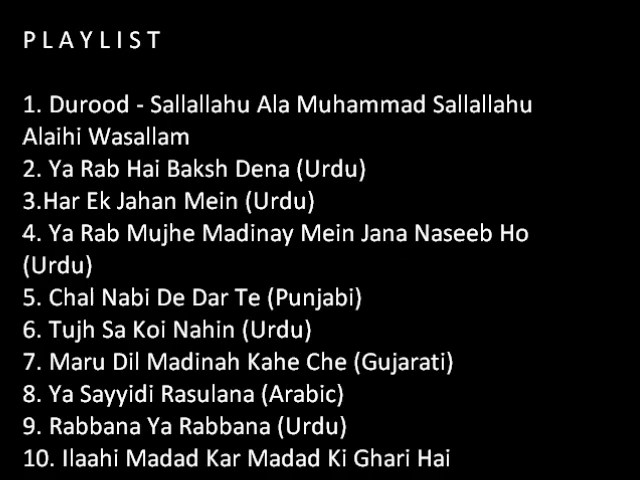 P L A Y L I S T
1. Durood - Sallallahu Ala Muhammad Sallallahu
Alaihi Wasallam
2. Ya Rab Hai Baksh Dena (Urdu)
3.Har Ek Jahan Mein (Urdu)
4. Ya Rab Mujhe Madinay Mein Jana Naseeb Ho
(Urdu)
5. Chal Nabi De Dar Te (Punjabi)
6. Tujh Sa Koi Nahin (Urdu)
7. Maru Dil Madinah Kahe Che (Gujarati)
8. Ya Sayyidi Rasulana (Arabic)
9. Rabbana Ya Rabbana (Urdu)
10. Ilaahi Madad Kar Madad Ki Ghari Hai